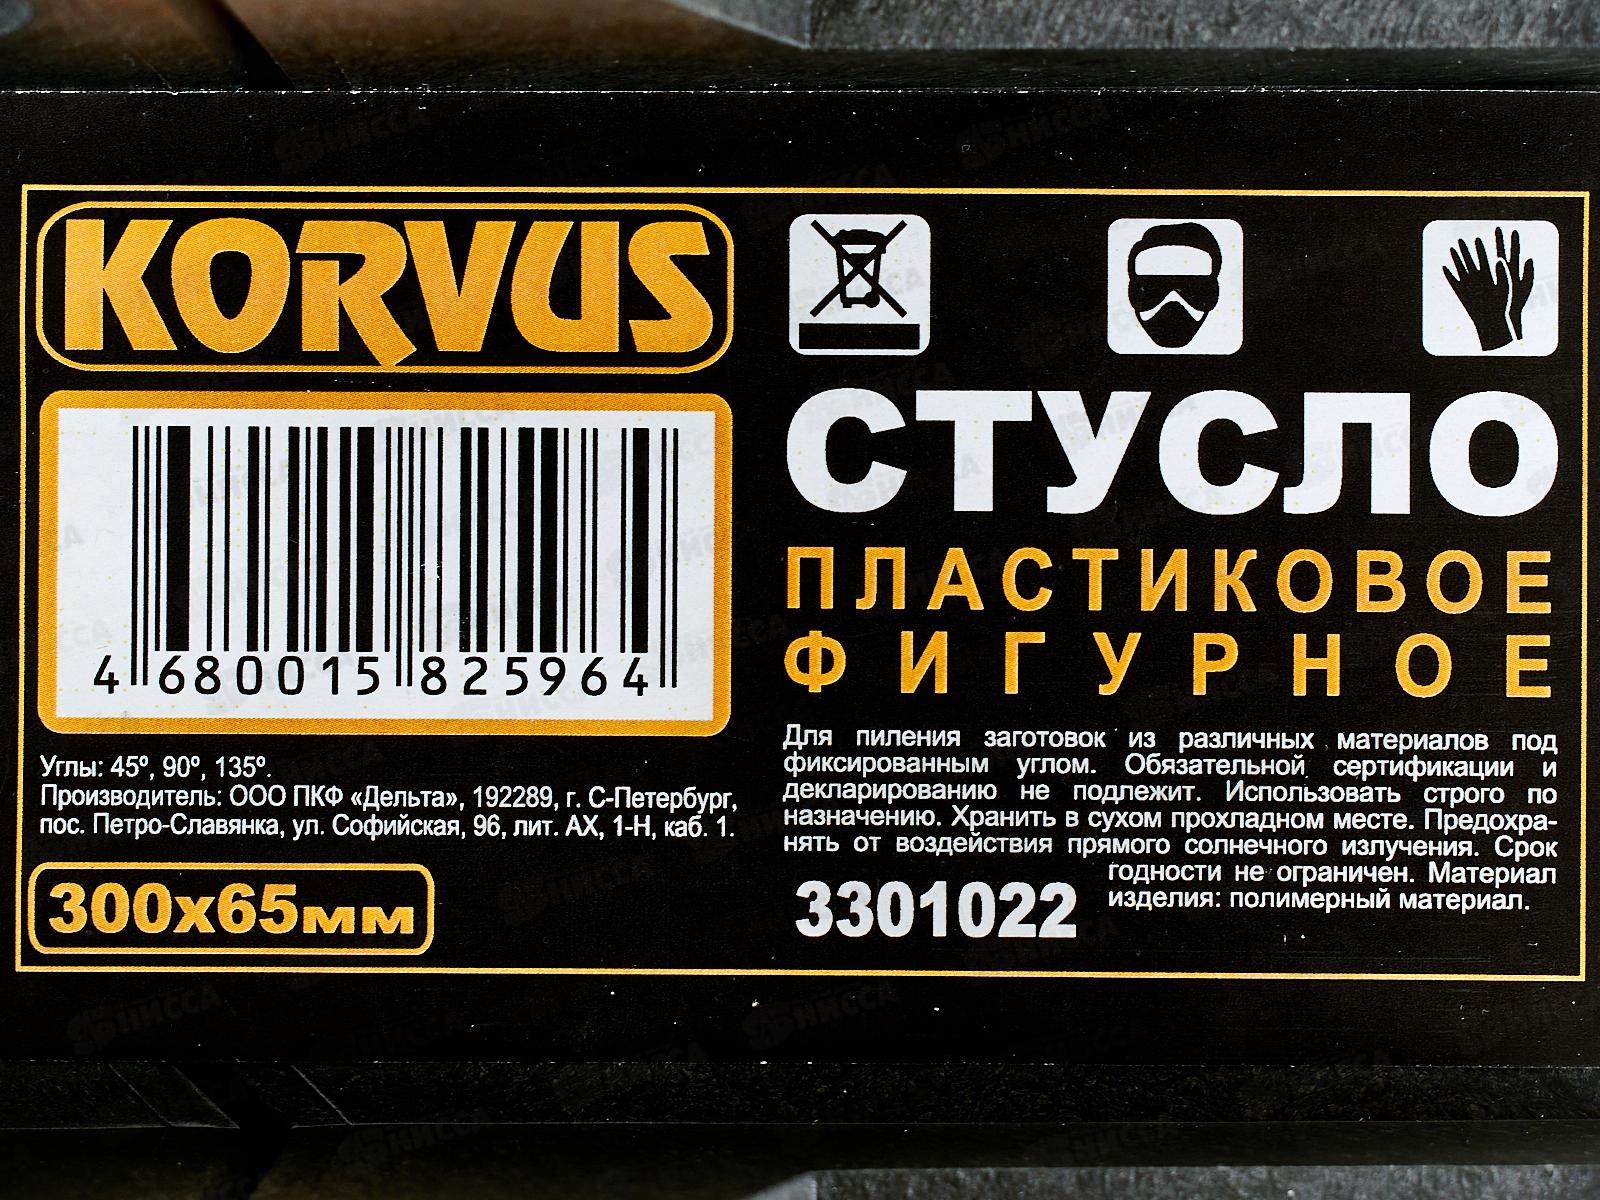 KORVUS
4 680015 825964
Углы: 45º, 90º, 135º.
Производитель: ООО ПКФ «Дельта», 192289, г. С-Петербург,
пос. Петро-Славянка, ул. Софийская, 96, лит. АХ, 1-Н, каб. 1.
300х65мм
СТУСЛО
ПЛАСТИКОВОЕ
ФИГУРНОЕ
Для пиления заготовок из различных материалов под
фиксированным углом. Обязательной сертификации и
декларированию не подлежит. Использовать строго по
назначению. Хранить в сухом прохладном месте. Предохра-
нять от воздействия прямого солнечного излучения. Срок
годности не ограничен. Материал
изделия: полимерный материал.
3301022